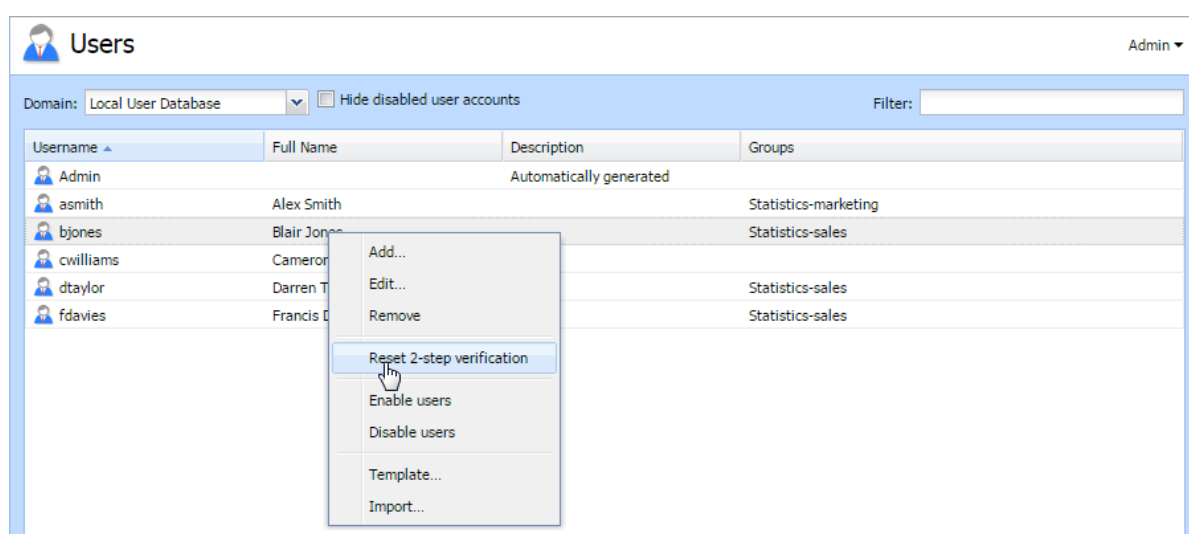 Users
Admin
Domain: Local User Database Hide disabled user accounts Filter:
Username Full Name Description Groups
Admin Automatically generated
asmith Alex Smith Statistics-marketing
bjones Blair Jones Statistics-sales
cwilliams Cameron
dtaylor Darren T
fdavies Francis D
Statistics-sales
Statistics-sales
Add...
Edit...
Remove
Reset 2-step verification
Enable users
Disable users
Template...
Import...